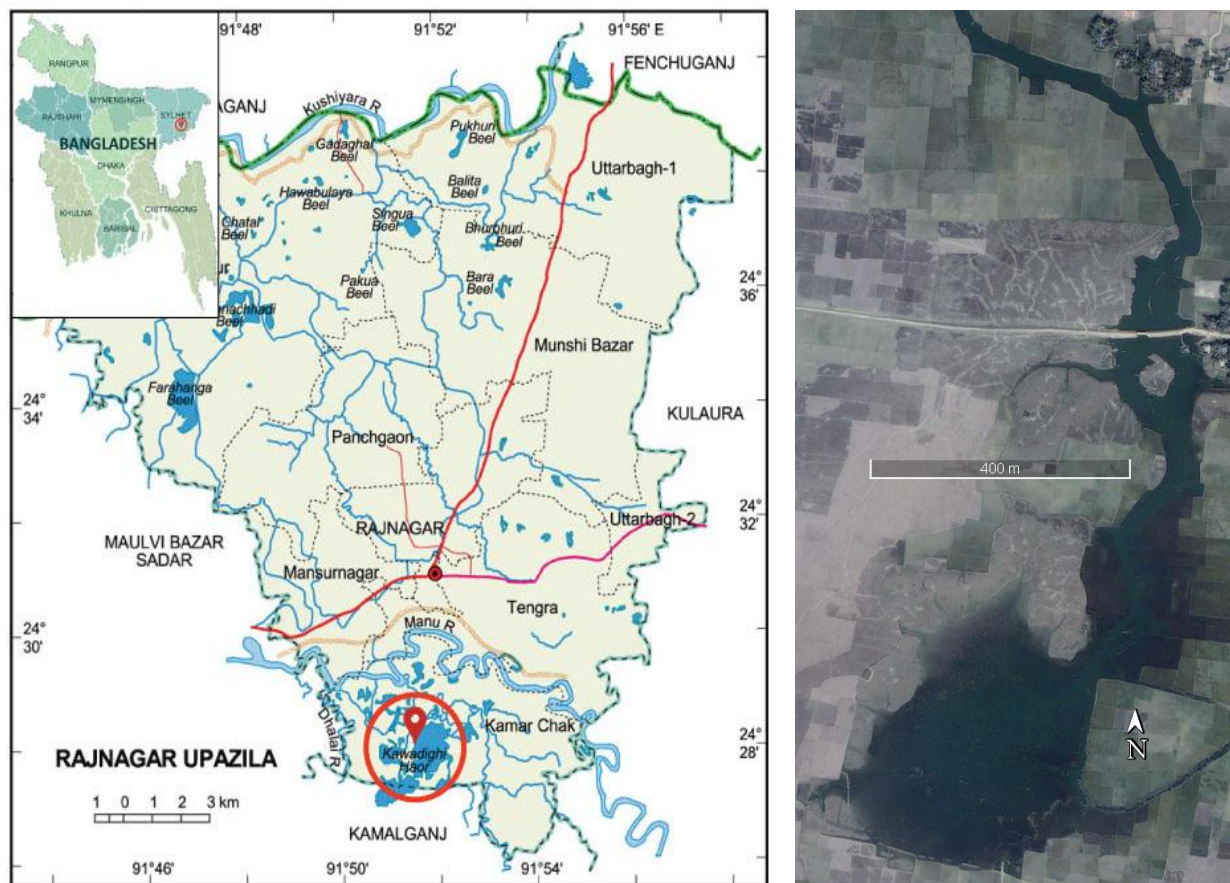 91° 48'
91° 52'
91° 56' E
RANGPUR
MYMENSINGH
SYLHET
RAJSHAHI
BANGLADESH
DHAKA
KHULNA
CHITTAGONG
BARISAL
FENCHUGANJ
AGANJ
Kushiyara R
Gadaghal
Beel
Pukhuri
Beel
Uttarbagh-1
Hawabulaya
Beel
Balita
Beel
Chatal
Beel
Singua
Beel
Bhurbhuri
Beel
24°
36'
Pakua
Beel
Bara
Beel
ur
nachhadi
Beel
Munshi Bazar
Farahanga
Beel
24°
34'
KULAURA
Panchgaon
400 m
24°
32'
RAJNAGAR
Uttarbagh-2
MAULVI BAZAR
SADAR
Mansurnagar
Tengra
24°
30'
Manu R
Dhalai R
Kamar Chak
N
24°
28'
Kawadighi
Haor
RAJNAGAR UPAZILA
1 0 1 2 3 km
KAMALGANJ
91° 46'
91° 50'
91° 54'